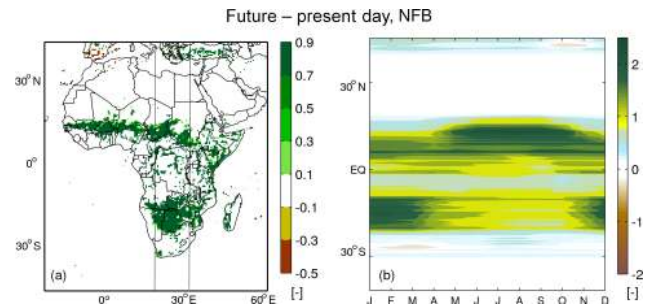 Future – present day, NFB
30°N
0°
30°S
(a)
0°
30°E
60°E
0.9
0.7
0.5
0.3
0.1
-0.1
-0.3
-0.5
[-]
30°N
EQ
30°S
(b)
J F M A M J J A S O N D
2
1
0
-1
-2
[-]